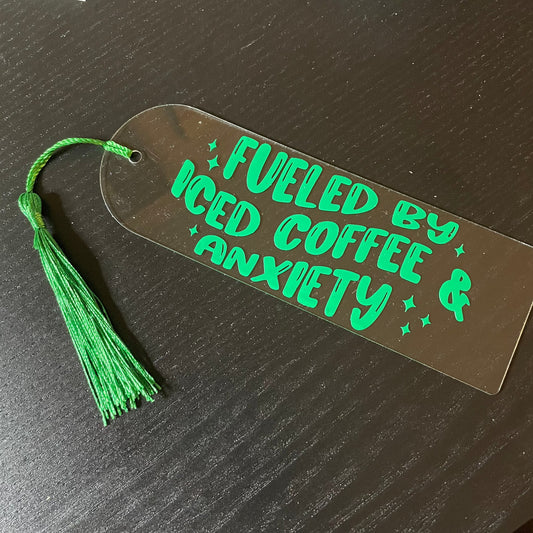 FUELED BY
ICED COFFEE &
ANXIETY